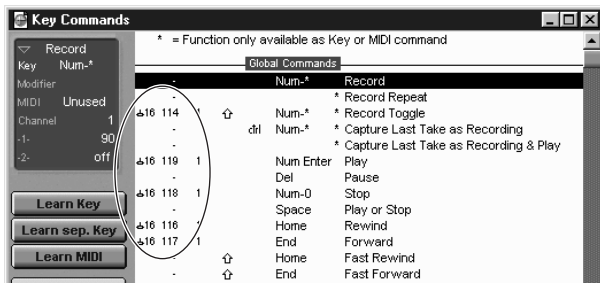 Key Commands
▽ Record
Key Num-*
Modifier
MIDI Unused
Channel 1
-1- 90
-2- off
Learn Key
Learn sep. Key
Learn MIDI
* = Function only available as Key or MIDI command
Global Commands
- Num-* Record
- * Record Repeat
16 114 1 ⇧ Num-* * Record Toggle
- ctrl Num-* * Capture Last Take as Recording
- * Capture Last Take as Recording & Play
16 119 1 Num Enter Play
- Del Pause
16 118 1 Num-0 Stop
- Space Play or Stop
16 116 1 Home Rewind
16 117 1 End Forward
- ⇧ Home Fast Rewind
- ⇧ End Fast Forward